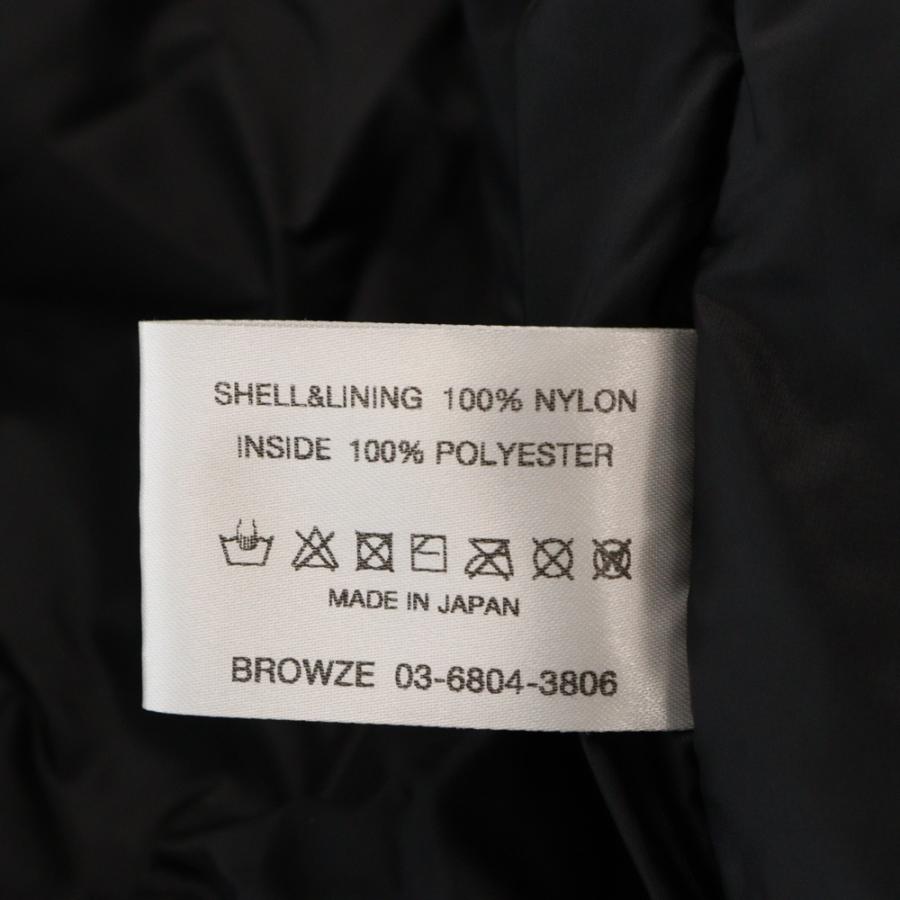 SHELL&LINING 100% NYLON
INSIDE 100% POLYESTER
MADE IN JAPAN
BROWZE 03-6804-3806